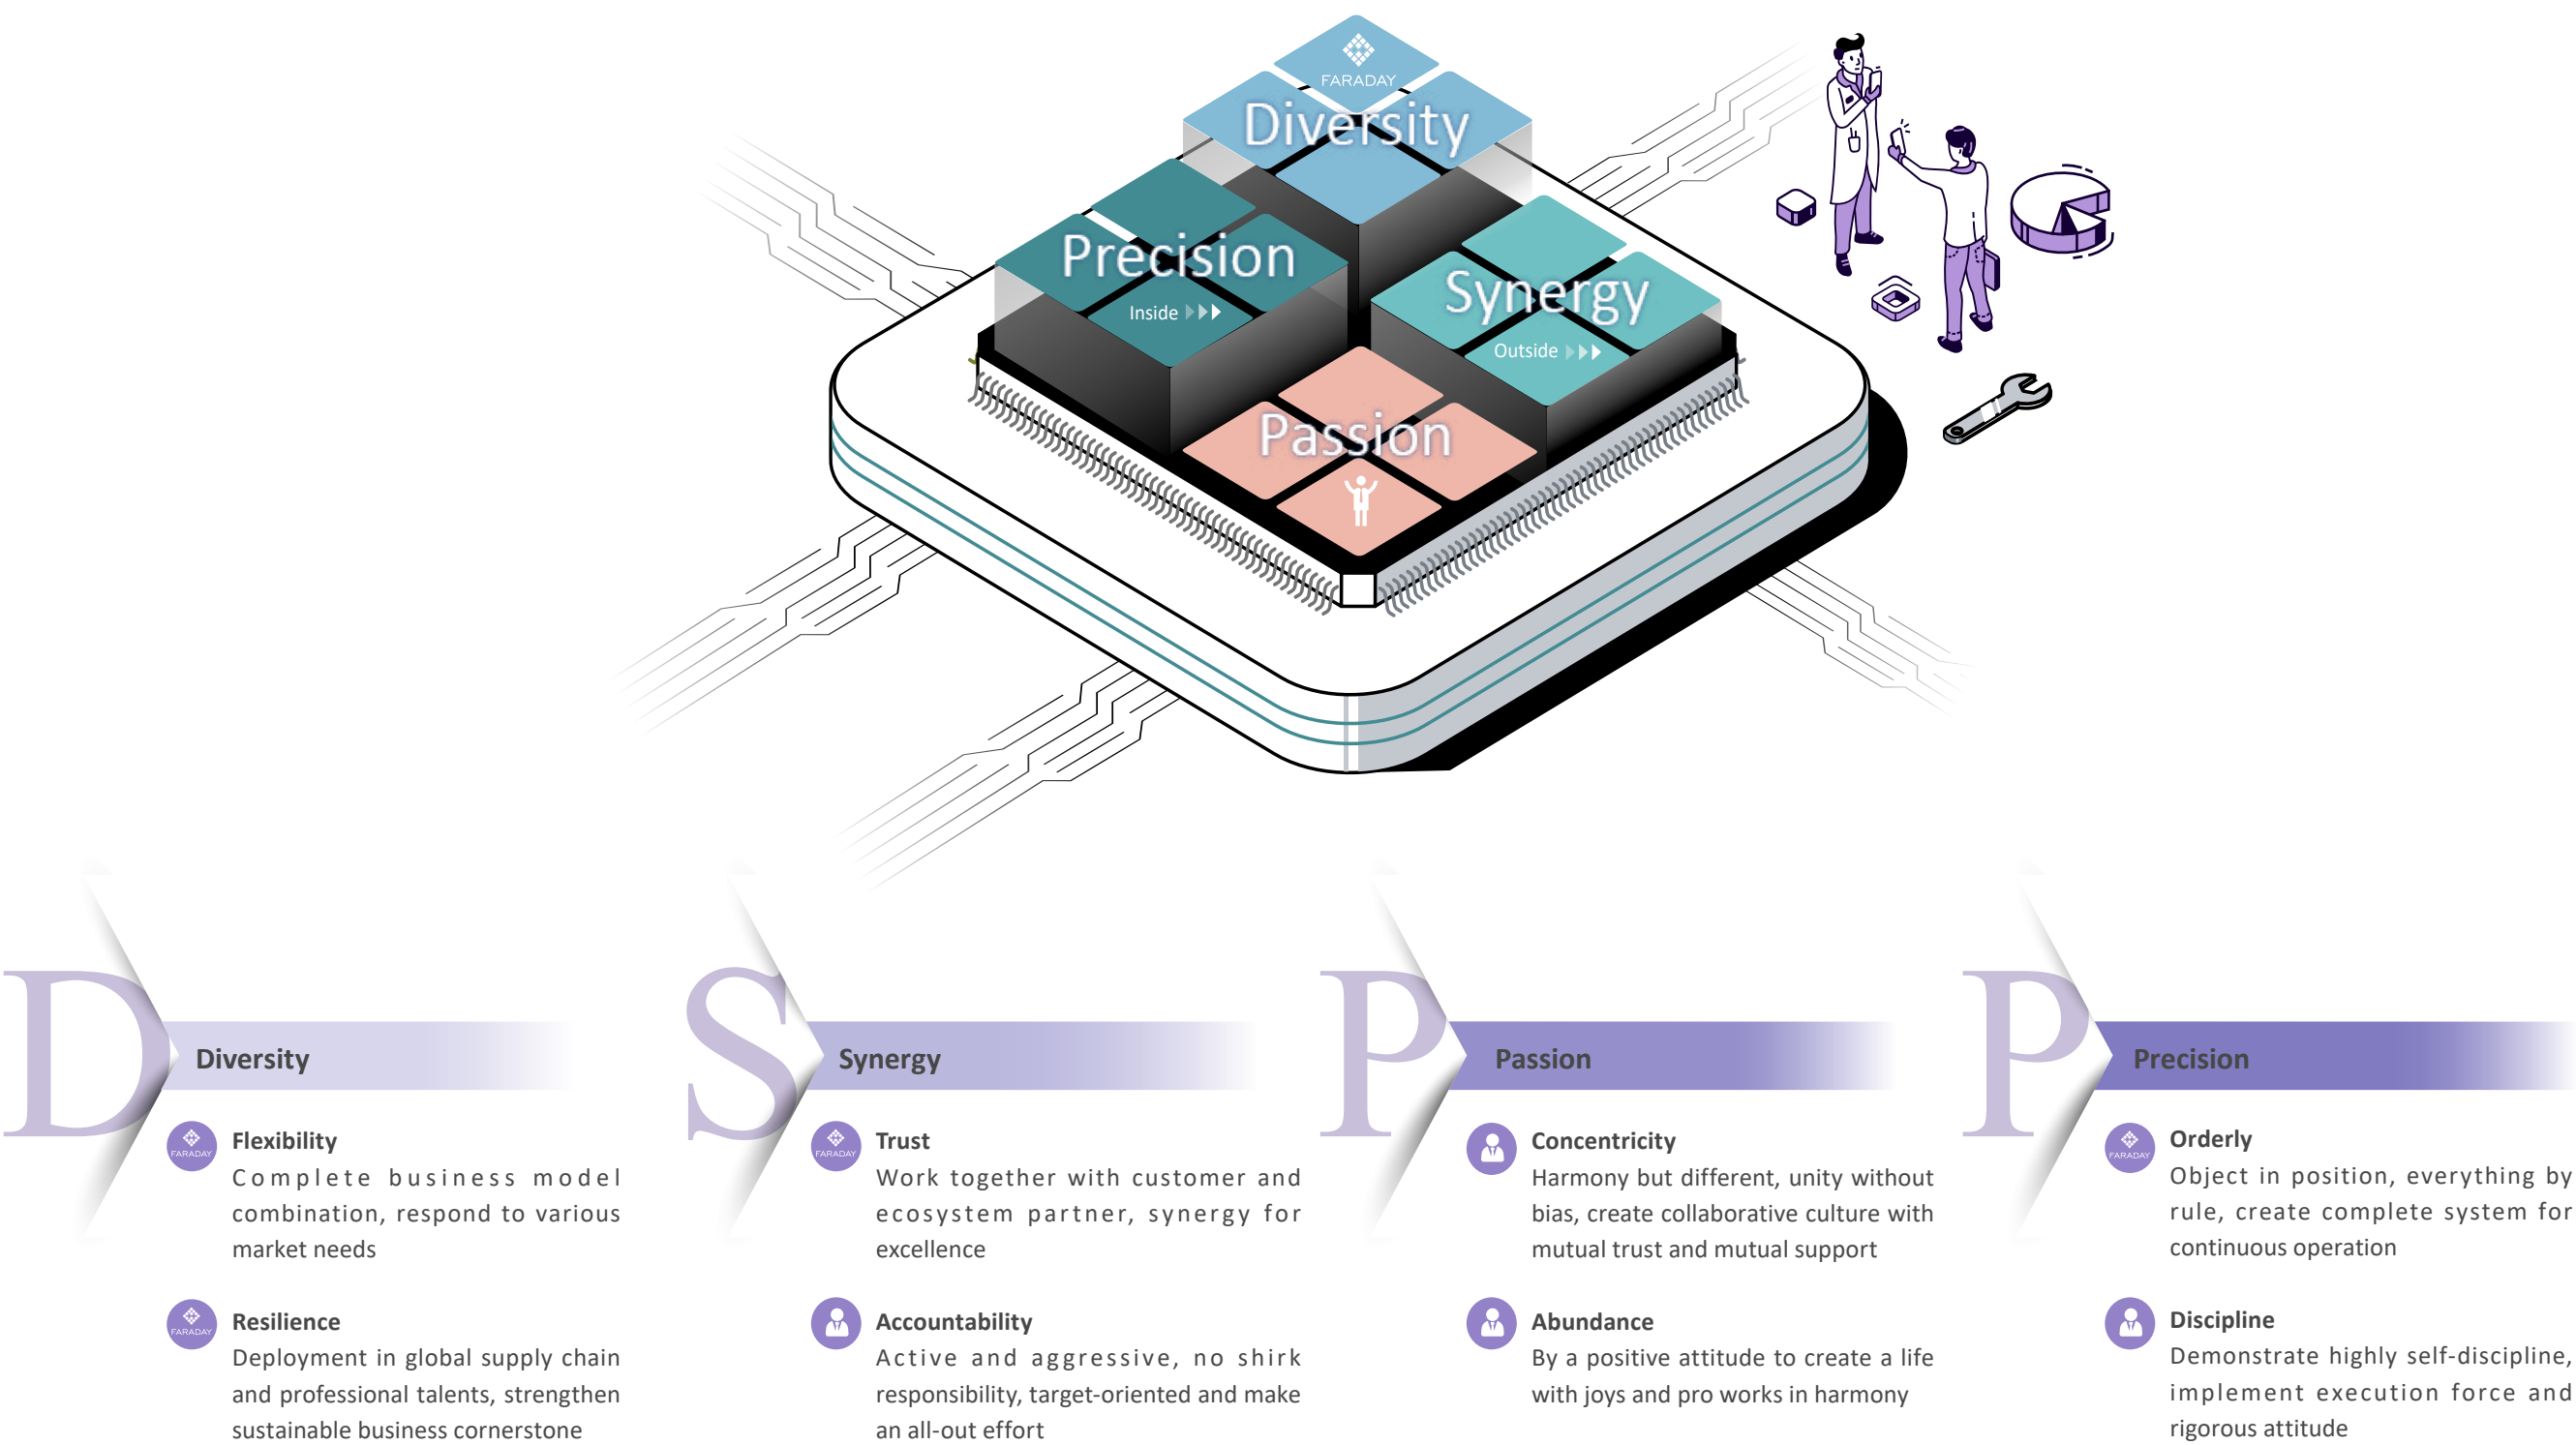 FARADAY
Diversity
Precision
Inside
Synergy
Outside
Passion
D
Diversity
FARADAY
Flexibility
Complete business model
combination, respond to various
market needs
FARADAY
Resilience
Deployment in global supply chain
and professional talents, strengthen
sustainable business cornerstone
S
Synergy
FARADAY
Trust
Work together with customer and
ecosystem partner, synergy for
excellence
Accountability
Active and aggressive, no shirk
responsibility, target-oriented and make
an all-out effort
P
Passion
Concentricity
Harmony but different, unity without
bias, create collaborative culture with
mutual trust and mutual support
Abundance
By a positive attitude to create a life
with joys and pro works in harmony
P
Precision
FARADAY
Orderly
Object in position, everything by
rule, create complete system for
continuous operation
Discipline
Demonstrate highly self-discipline,
implement execution force and
rigorous attitude